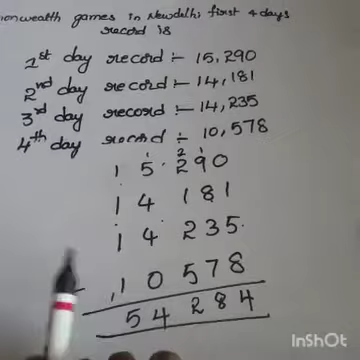 monwealth games in Newdelhi first 4 days
record is
1st day record :- 15,290
2nd day record :- 14,181
3rd day record :- 14,235
4th day record :- 10,578
1 5 2 9 0
1 4 1 8 1
1 4 2 3 5
1 0 5 7 8
5 4 2 8 4
InShOt